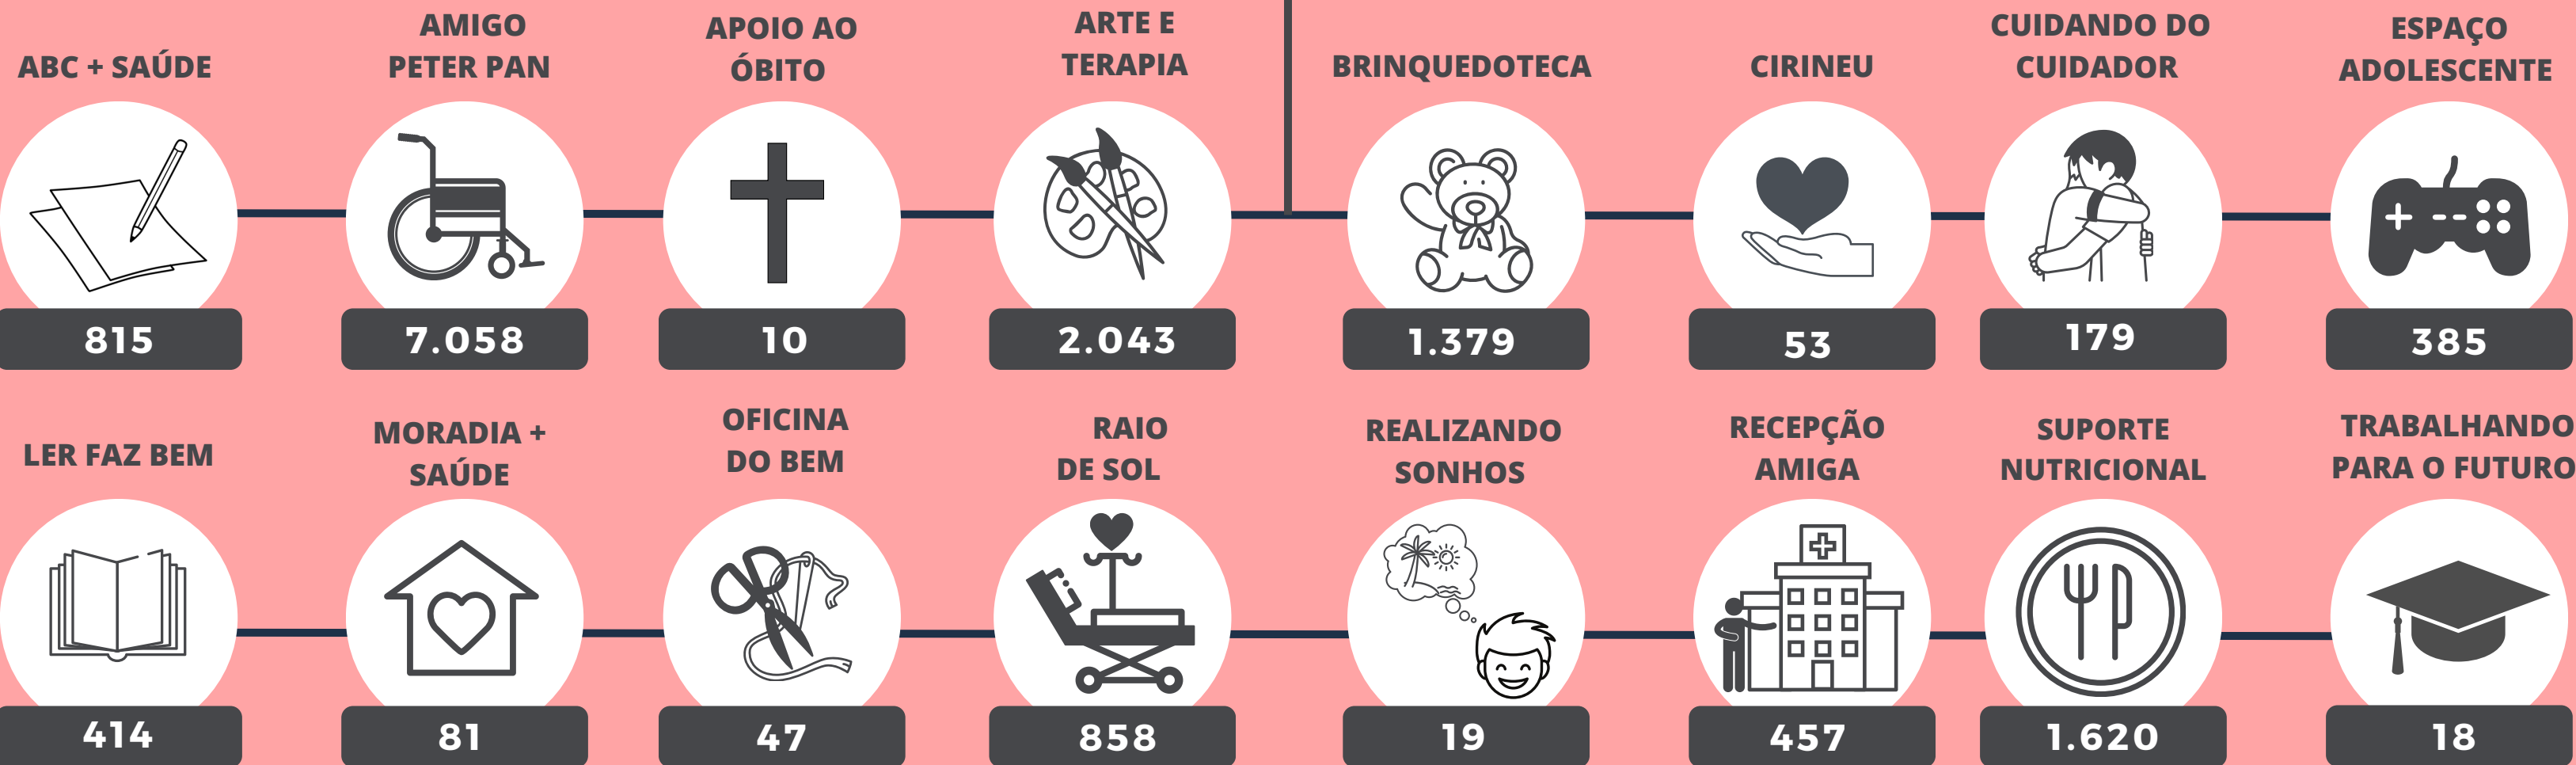 ABC + SAÚDE
815
AMIGO
PETER PAN
7.058
APOIO AO
ÓBITO
10
ARTE E
TERAPIA
2.043
BRINQUEDOTECA
1.379
CIRINEU
53
CUIDANDO DO
CUIDADOR
179
ESPAÇO
ADOLESCENTE
385
LER FAZ BEM
414
MORADIA +
SAÚDE
81
OFICINA
DO BEM
47
RAIO
DE SOL
858
REALIZANDO
SONHOS
19
RECEPÇÃO
AMIGA
457
SUPORTE
NUTRICIONAL
1.620
TRABALHANDO
PARA O FUTURO
18